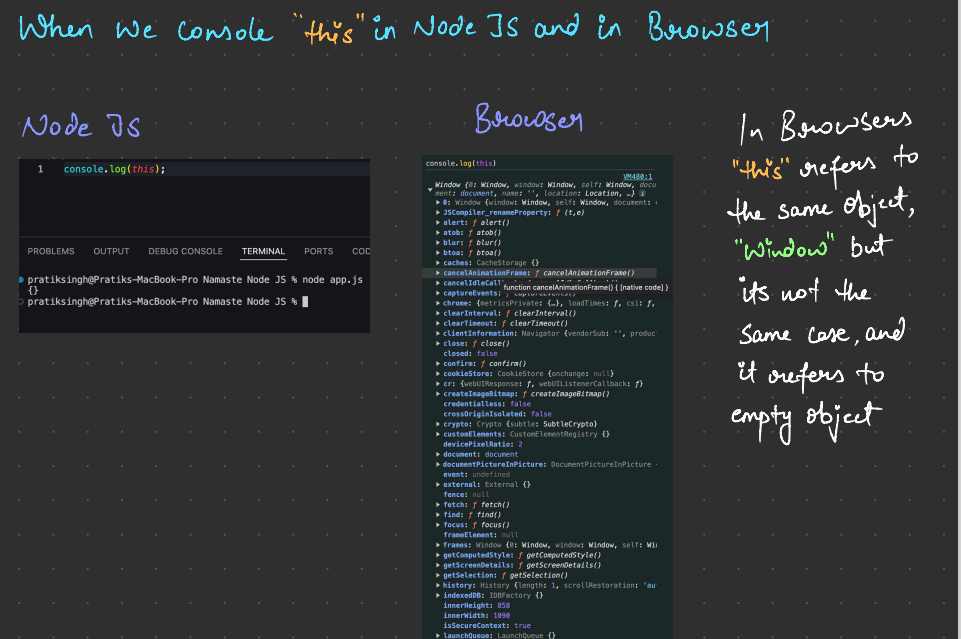 When we console "this" in Node Js and in Browser
Node Js
1 console.log(this);
PROBLEMS OUTPUT DEBUG CONSOLE TERMINAL PORTS COD
pratiksingh@Pratiks-MacBook-Pro Namaste Node JS % node app.js
{}
pratiksingh@Pratiks-MacBook-Pro Namaste Node JS %
Browser
console.log(this)
VM480:1
Window {0: Window, window: Window, self: Window, docu
ment: document, name: '', location: Location, …}
0: Window {window: Window, self: Window, document:
JSCompiler_renameProperty: ƒ (t,e)
alert: ƒ alert()
atob: ƒ atob()
blur: ƒ blur()
btoa: ƒ btoa()
caches: CacheStorage {}
cancelAnimationFrame: ƒ cancelAnimationFrame()
cancelIdleCall
function cancelAnimationFrame() { [native code] }
captureEvents: ƒ captureEvents()
chrome: {metricsPrivate: {…}, loadTimes: ƒ, csi: ƒ,
clearInterval: ƒ clearInterval()
clearTimeout: ƒ clearTimeout()
clientInformation: Navigator {vendorSub: '', produc
close: ƒ close()
closed: false
confirm: ƒ confirm()
cookieStore: CookieStore {onchange: null}
cr: {webUIResponse: ƒ, webUIListenerCallback: ƒ}
createImageBitmap: ƒ createImageBitmap()
credentialless: false
crossOriginIsolated: false
crypto: Crypto {subtle: SubtleCrypto}
customElements: CustomElementRegistry {}
devicePixelRatio: 2
document: document
documentPictureInPicture: DocumentPictureInPicture
event: undefined
external: External {}
fence: null
fetch: ƒ fetch()
find: ƒ find()
focus: ƒ focus()
frameElement: null
frames: Window {0: Window, window: Window, self: Wi
getComputedStyle: ƒ getComputedStyle()
getScreenDetails: ƒ getScreenDetails()
getSelection: ƒ getSelection()
history: History {length: 1, scrollRestoration: 'au
indexedDB: IDBFactory {}
innerHeight: 858
innerWidth: 1090
isSecureContext: true
launchQueue: LaunchQueue {}
In Browsers
"this" refers to
the same object,
"Window" but
its not the
same case, and
it refers to
empty object